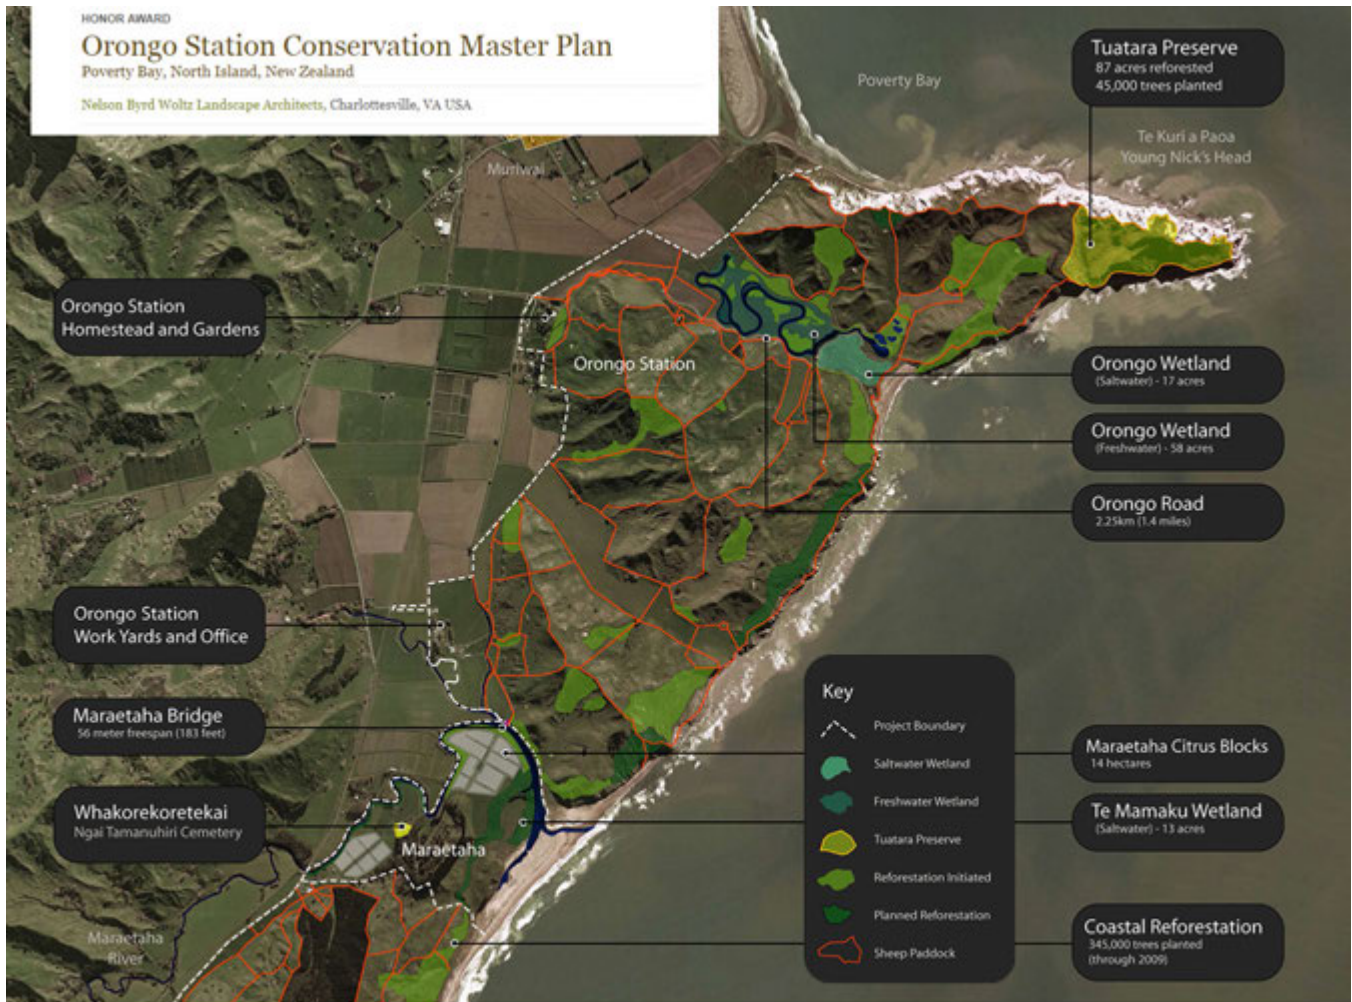 HONOR AWARD
Orongo Station Conservation Master Plan
Poverty Bay, North Island, New Zealand
Nelson Byrd Woltz Landscape Architects, Charlottesville, VA USA
Poverty Bay
Tuatara Preserve
87 acres reforested
45,000 trees planted
Te Kuri a Paoa
Young Nick's Head
Muriwai
Orongo Station
Homestead and Gardens
Orongo Station
Orongo Wetland
(Saltwater) - 17 acres
Orongo Wetland
(Freshwater) - 58 acres
Orongo Road
2.25km (1.4 miles)
Orongo Station
Work Yards and Office
Maraetaha Bridge
56 meter freespan (183 feet)
Whakorekoretekai
Ngai Tamanuhiri Cemetery
Maraetaha
Maraetaha
River
Key
Project Boundary
Saltwater Wetland
Freshwater Wetland
Tuatara Preserve
Reforestation Initiated
Planned Reforestation
Sheep Paddock
Maraetaha Citrus Blocks
14 hectares
Te Mamaku Wetland
(Saltwater) - 13 acres
Coastal Reforestation
345,000 trees planted
(through 2009)